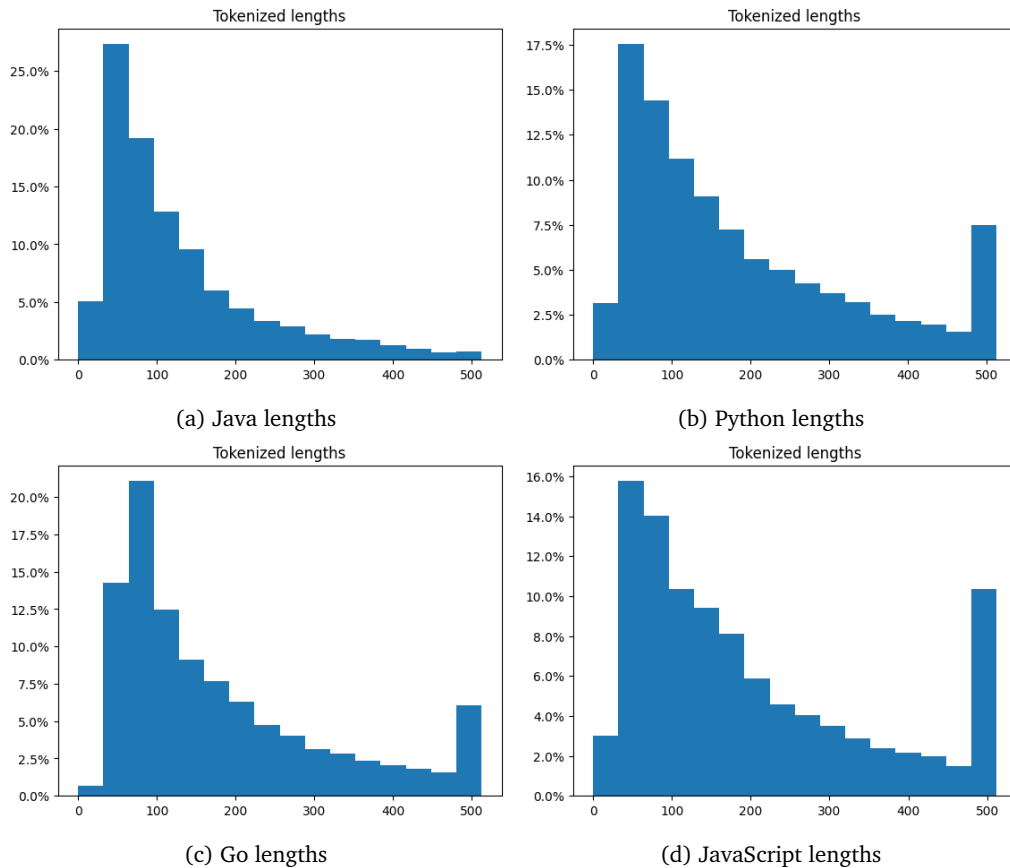 Tokenized lengths
25.0%
20.0%
15.0%
10.0%
5.0%
0.0%
0 100 200 300 400 500
(a) Java lengths
Tokenized lengths
17.5%
15.0%
12.5%
10.0%
7.5%
5.0%
2.5%
0.0%
0 100 200 300 400 500
(b) Python lengths
Tokenized lengths
20.0%
17.5%
15.0%
12.5%
10.0%
7.5%
5.0%
2.5%
0.0%
0 100 200 300 400 500
(c) Go lengths
Tokenized lengths
16.0%
14.0%
12.0%
10.0%
8.0%
6.0%
4.0%
2.0%
0.0%
0 100 200 300 400 500
(d) JavaScript lengths